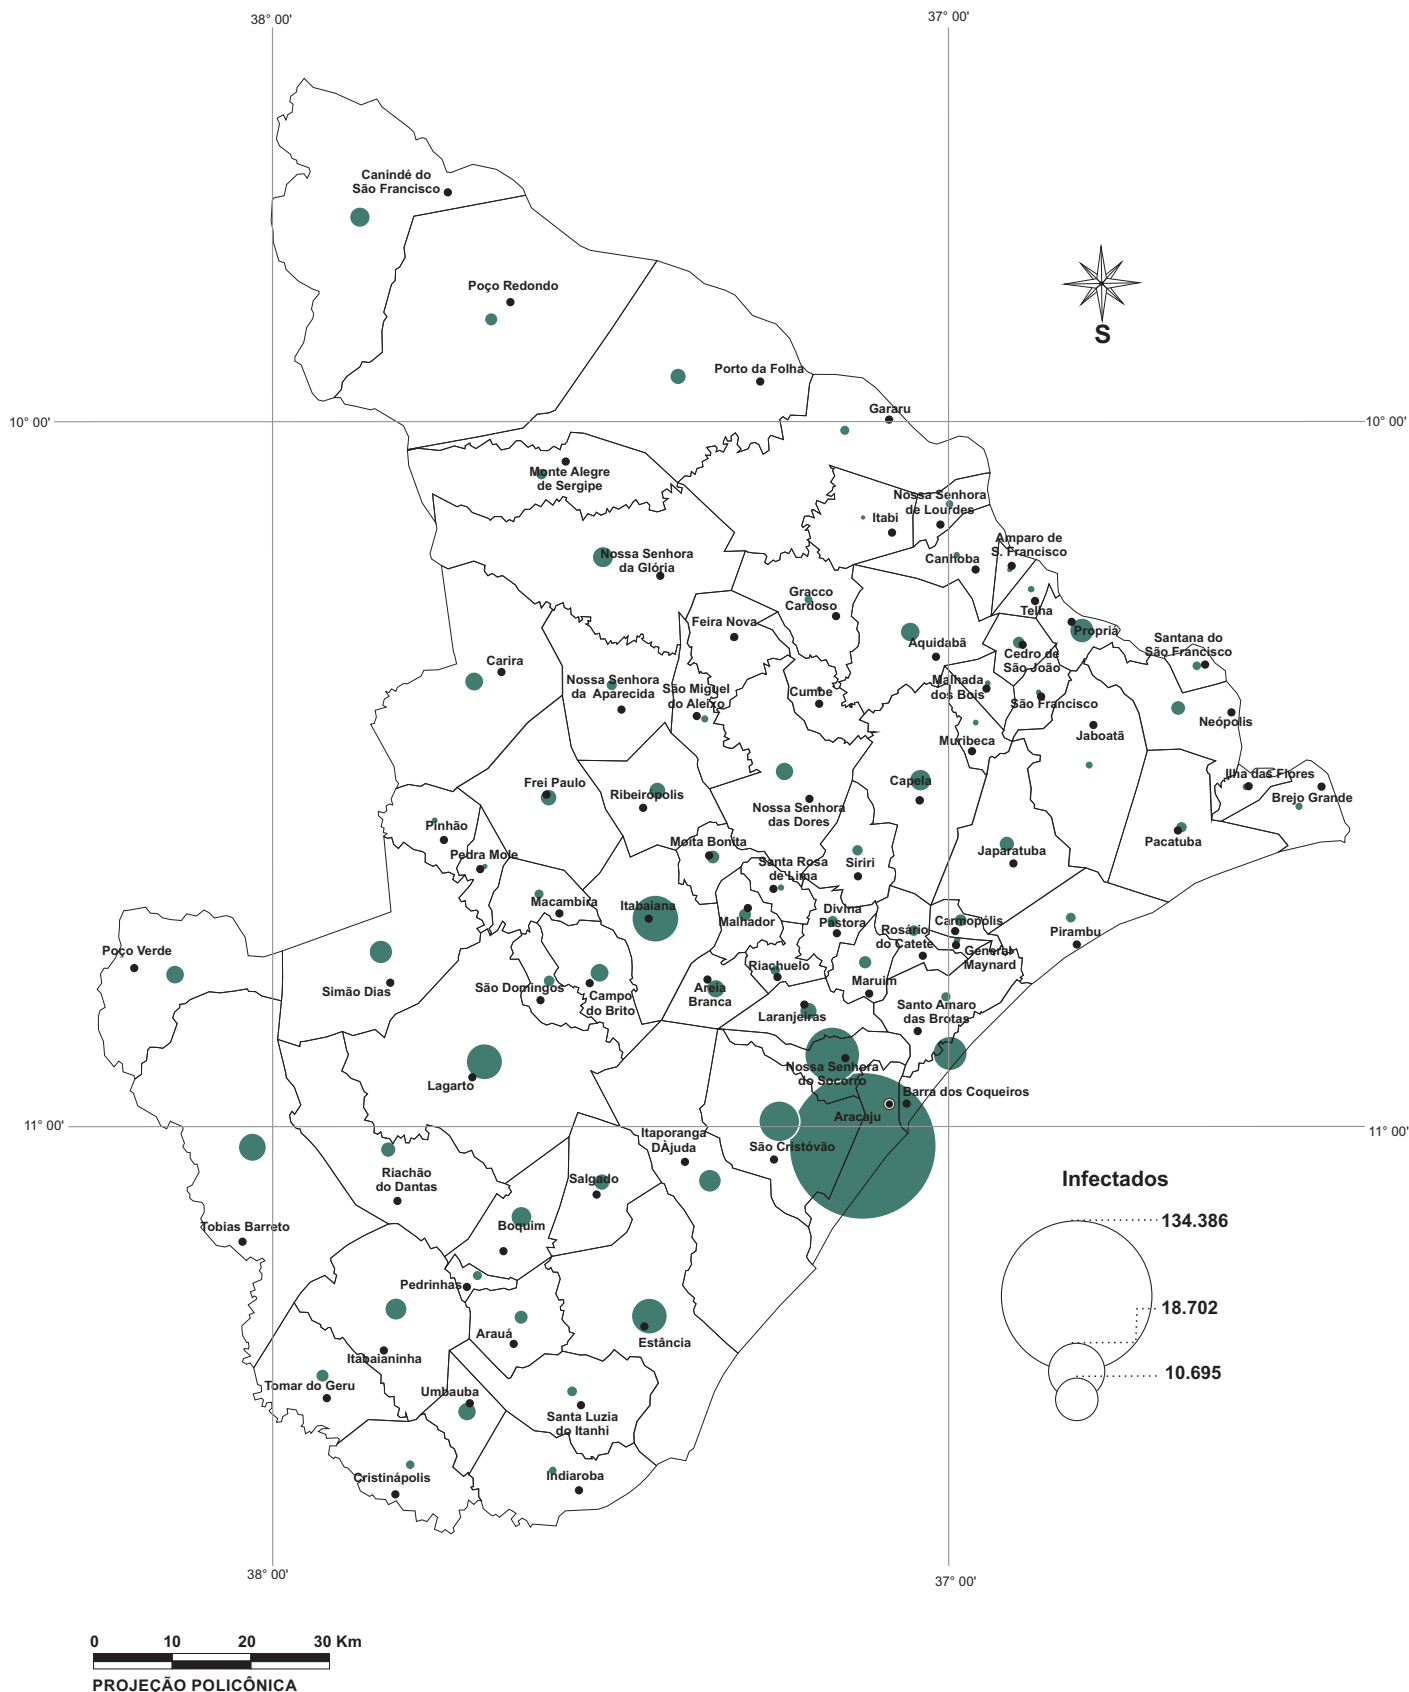 38° 00'
37° 00'
Canindé do
São Francisco
Poço Redondo
S
Porto da Folha
Gararu
10° 00'
10° 00'
Monte Alegre
de Sergipe
Nossa Senhora
de Lourdes
Itabi
Amparo de
S. Francisco
Canhoba
Nossa Senhora
da Glória
Gracco
Cardoso
Telha
Feira Nova
Propriá
Aquidabã
Santana do
São Francisco
Cedro de
São João
Carira
Nossa Senhora
da Aparecida
São Miguel
do Aleixo
Cumbe
Malhada
dos Bois
São Francisco
Neópolis
Jaboatã
Muribeca
Ilha das Flores
Brejo Grande
Frei Paulo
Ribeirópolis
Capela
Nossa Senhora
das Dores
Pinhão
Pacatuba
Moita Bonita
Pedra Mole
Santa Rosa
de Lima
Siriri
Japaratuba
Macambira
Itabaiana
Malhador
Divina
Pastora
Carmopólis
Rosário
do Catete
Pirambu
General
Maynard
Poço Verde
Riachuelo
Maruim
Simão Dias
São Domingos
Campo
do Brito
Areia
Branca
Santo Amaro
das Brotas
Laranjeiras
Nossa Senhora
do Socorro
Lagarto
Barra dos Coqueiros
Aracaju
11° 00'
11° 00'
Itaporanga
DÀjuda
São Cristóvão
Riachão
do Dantas
Salgado
Infectados
Tobias Barreto
Boquim
134.386
Pedrinhas
18.702
Arauá
Estância
Itabaianinha
10.695
Tomar do Geru
Umbauba
Santa Luzia
do Itanhi
Cristinápolis
Indiaroba
38° 00'
37° 00'
0 10 20 30 Km
PROJEÇÃO POLICÔNICA